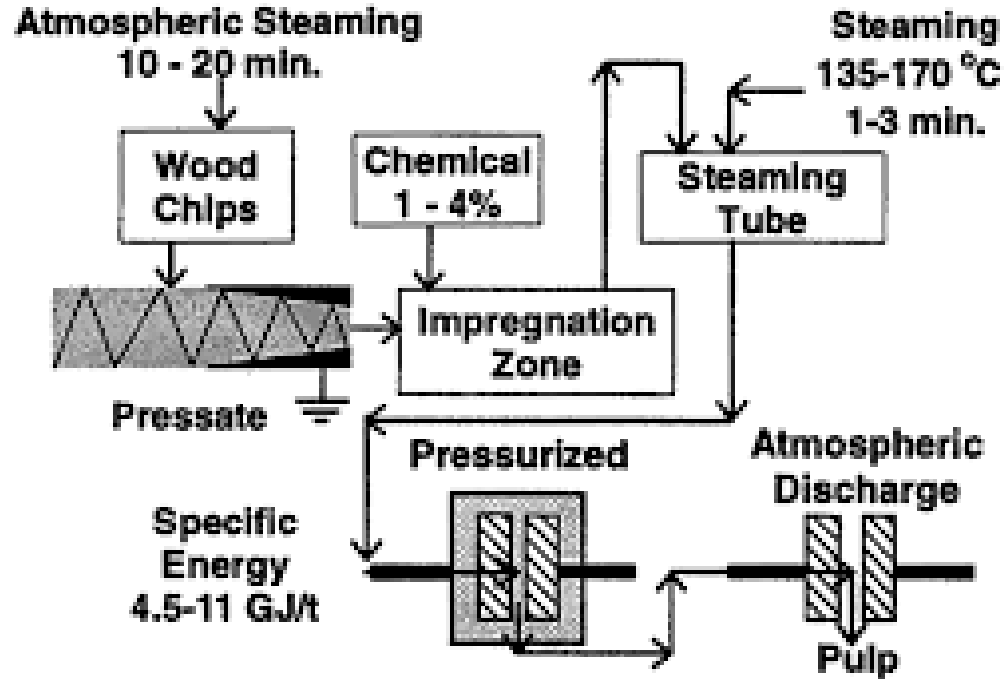 Atmospheric Steaming
10 - 20 min.
Steaming
135-170 °C
1-3 min.
Wood
Chips
Chemical
1 - 4%
Steaming
Tube
Impregnation
Zone
Pressate
Pressurized
Atmospheric
Discharge
Specific
Energy
4.5-11 GJ/t
Pulp